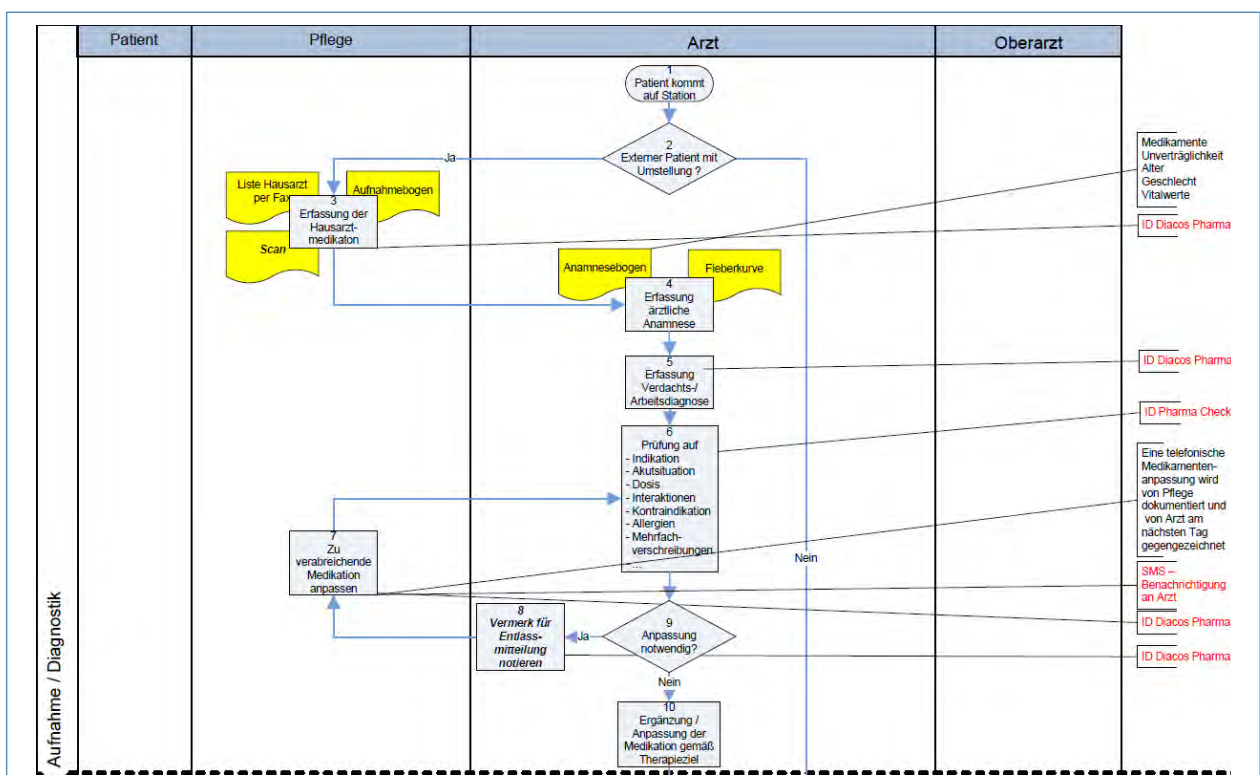 Patient
Pflege
Arzt
Oberarzt
1
Patient kommt
auf Station
2
Externer Patient mit
Umstellung ?
Ja
Medikamente
Unverträglichkeit
Alter
Geschlecht
Vitalwerte
Liste Hausarzt
per Fax
Aufnahmebogen
3
Erfassung der
Hausarzt-
medikaton
Scan
ID Diacos Pharma
Anamnesebogen
Fieberkurve
4
Erfassung
ärztliche
Anamnese
5
Erfassung
Verdachts-/
Arbeitsdiagnose
ID Diacos Pharma
6
Prüfung auf
- Indikation
- Akutsituation
- Dosis
- Interaktionen
- Kontraindikation
- Allergien
- Mehrfach-
verschreibungen
...
ID Pharma Check
Eine telefonische
Medikamenten-
anpassung wird
von Pflege
dokumentiert und
von Arzt am
nächsten Tag
gegengezeichnet
7
Zu
verabreichende
Medikation
anpassen
Nein
SMS –
Benachrichtigung
an Arzt
8
Vermerk für
Entlass-
mitteilung
notieren
Ja
9
Anpassung
notwendig?
ID Diacos Pharma
ID Diacos Pharma
Nein
10
Ergänzung /
Anpassung der
Medikation gemäß
Therapieziel
Aufnahme / Diagnostik